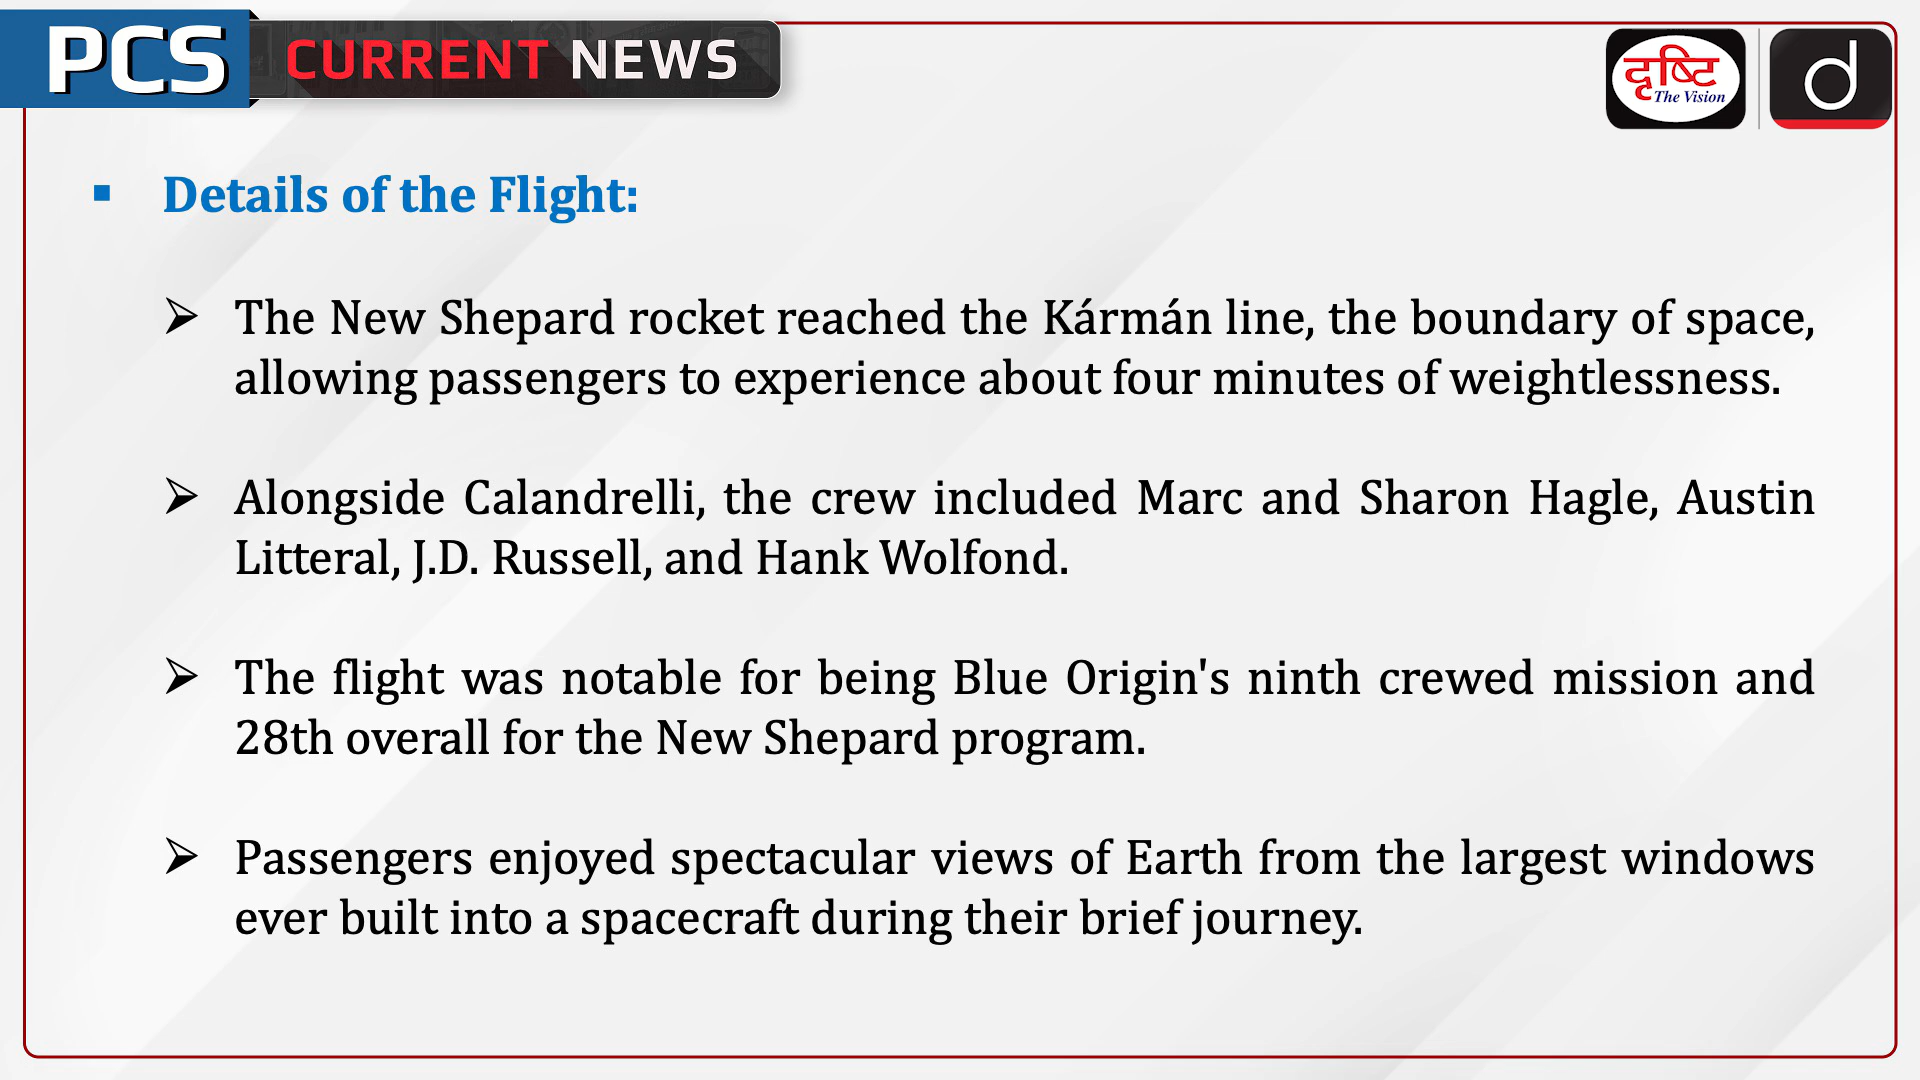 PCS CURRENT NEWS
दृष्टि
The Vision
d
▪ Details of the Flight:
➢ The New Shepard rocket reached the Kármán line, the boundary of space,
allowing passengers to experience about four minutes of weightlessness.
➢ Alongside Calandrelli, the crew included Marc and Sharon Hagle, Austin
Litteral, J.D. Russell, and Hank Wolfond.
➢ The flight was notable for being Blue Origin's ninth crewed mission and
28th overall for the New Shepard program.
➢ Passengers enjoyed spectacular views of Earth from the largest windows
ever built into a spacecraft during their brief journey.